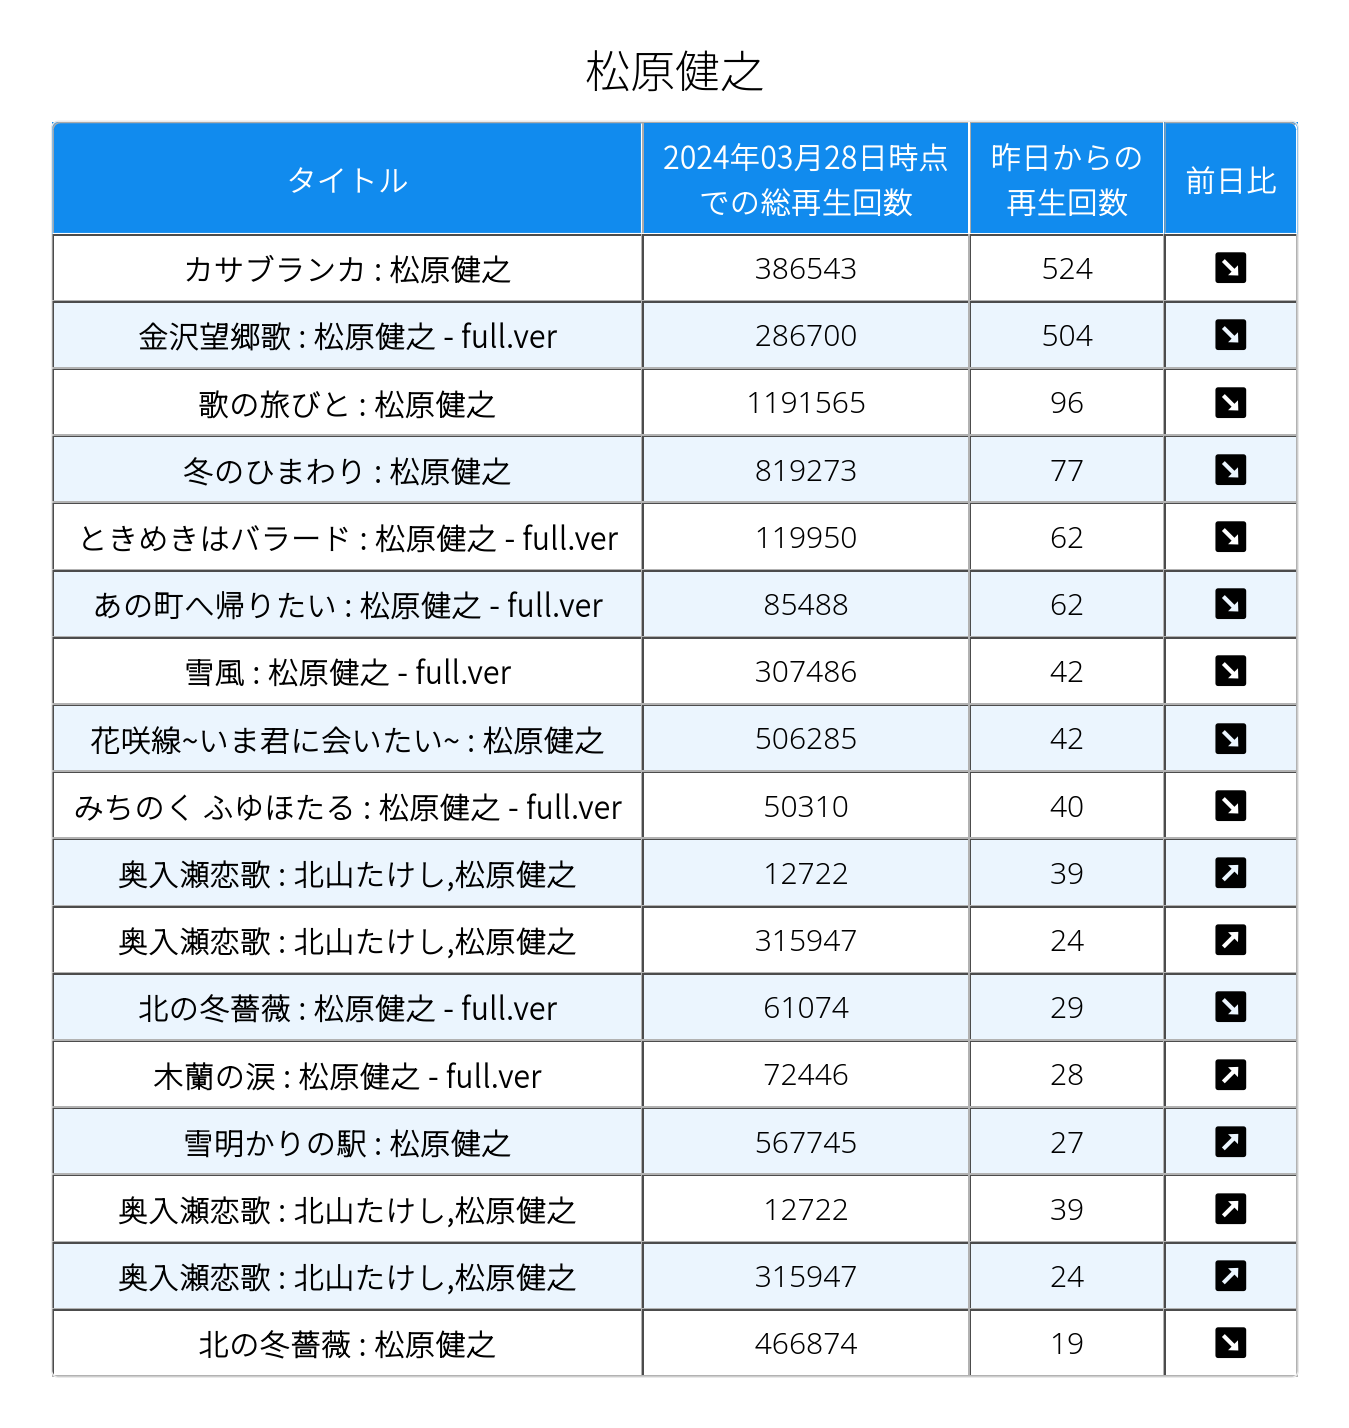 松原健之
タイトル 2024年03月28日時点での総再生回数 昨日からの再生回数 前日比
カサブランカ : 松原健之 386543 524 ↘
金沢望郷歌 : 松原健之 - full.ver 286700 504 ↘
歌の旅びと : 松原健之 1191565 96 ↘
冬のひまわり : 松原健之 819273 77 ↘
ときめきはバラード : 松原健之 - full.ver 119950 62 ↘
あの町へ帰りたい : 松原健之 - full.ver 85488 62 ↘
雪風 : 松原健之 - full.ver 307486 42 ↘
花咲線~いま君に会いたい~ : 松原健之 506285 42 ↘
みちのく ふゆほたる : 松原健之 - full.ver 50310 40 ↘
奥入瀬恋歌 : 北山たけし,松原健之 12722 39 ↗
奥入瀬恋歌 : 北山たけし,松原健之 315947 24 ↗
北の冬薔薇 : 松原健之 - full.ver 61074 29 ↘
木蘭の涙 : 松原健之 - full.ver 72446 28 ↗
雪明かりの駅 : 松原健之 567745 27 ↗
奥入瀬恋歌 : 北山たけし,松原健之 12722 39 ↗
奥入瀬恋歌 : 北山たけし,松原健之 315947 24 ↗
北の冬薔薇 : 松原健之 466874 19 ↘